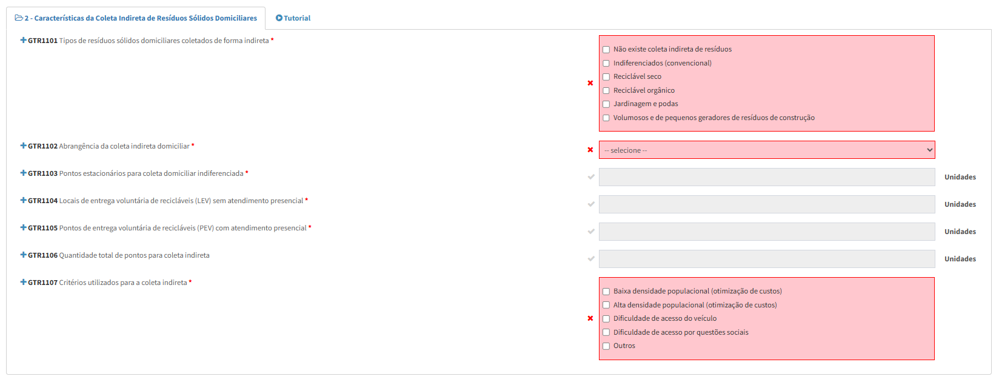 2 - Características da Coleta Indireta de Resíduos Sólidos Domiciliares
Tutorial
GTR1101 Tipos de resíduos sólidos domiciliares coletados de forma indireta *
Não existe coleta indireta de resíduos
Indiferenciados (convencional)
Reciclável seco
Reciclável orgânico
Jardinagem e podas
Volumosos e de pequenos geradores de resíduos de construção
GTR1102 Abrangência da coleta indireta domiciliar *
-- selecione --
GTR1103 Pontos estacionários para coleta domiciliar indiferenciada *
Unidades
GTR1104 Locais de entrega voluntária de recicláveis (LEV) sem atendimento presencial *
Unidades
GTR1105 Pontos de entrega voluntária de recicláveis (PEV) com atendimento presencial *
Unidades
GTR1106 Quantidade total de pontos para coleta indireta
Unidades
GTR1107 Critérios utilizados para a coleta indireta *
Baixa densidade populacional (otimização de custos)
Alta densidade populacional (otimização de custos)
Dificuldade de acesso do veículo
Dificuldade de acesso por questões sociais
Outros